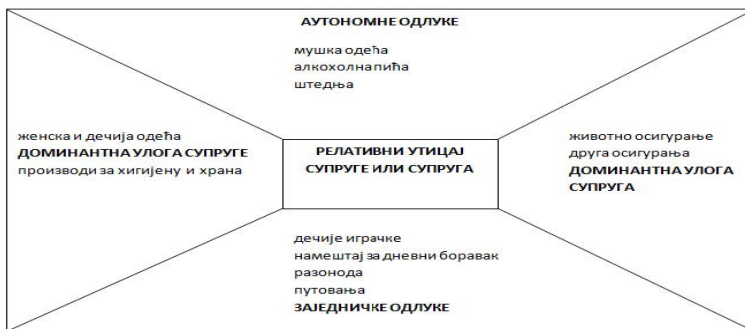 АУТОНОМНЕ ОДЛУКЕ
мушка одећа
алкохолна пића
штедња
женска и дечија одећа
ДОМИНАНТНА УЛОГА СУПРУГЕ
производи за хигијену и храна
РЕЛАТИВНИ УТИЦАЈ
СУПРУГЕ ИЛИ СУПРУГА
животно осигурање
друга осигурања
ДОМИНАНТНА УЛОГА
СУПРУГА
дечије играчке
намештај за дневни боравак
разонода
путовања
ЗАЈЕДНИЧКЕ ОДЛУКЕ